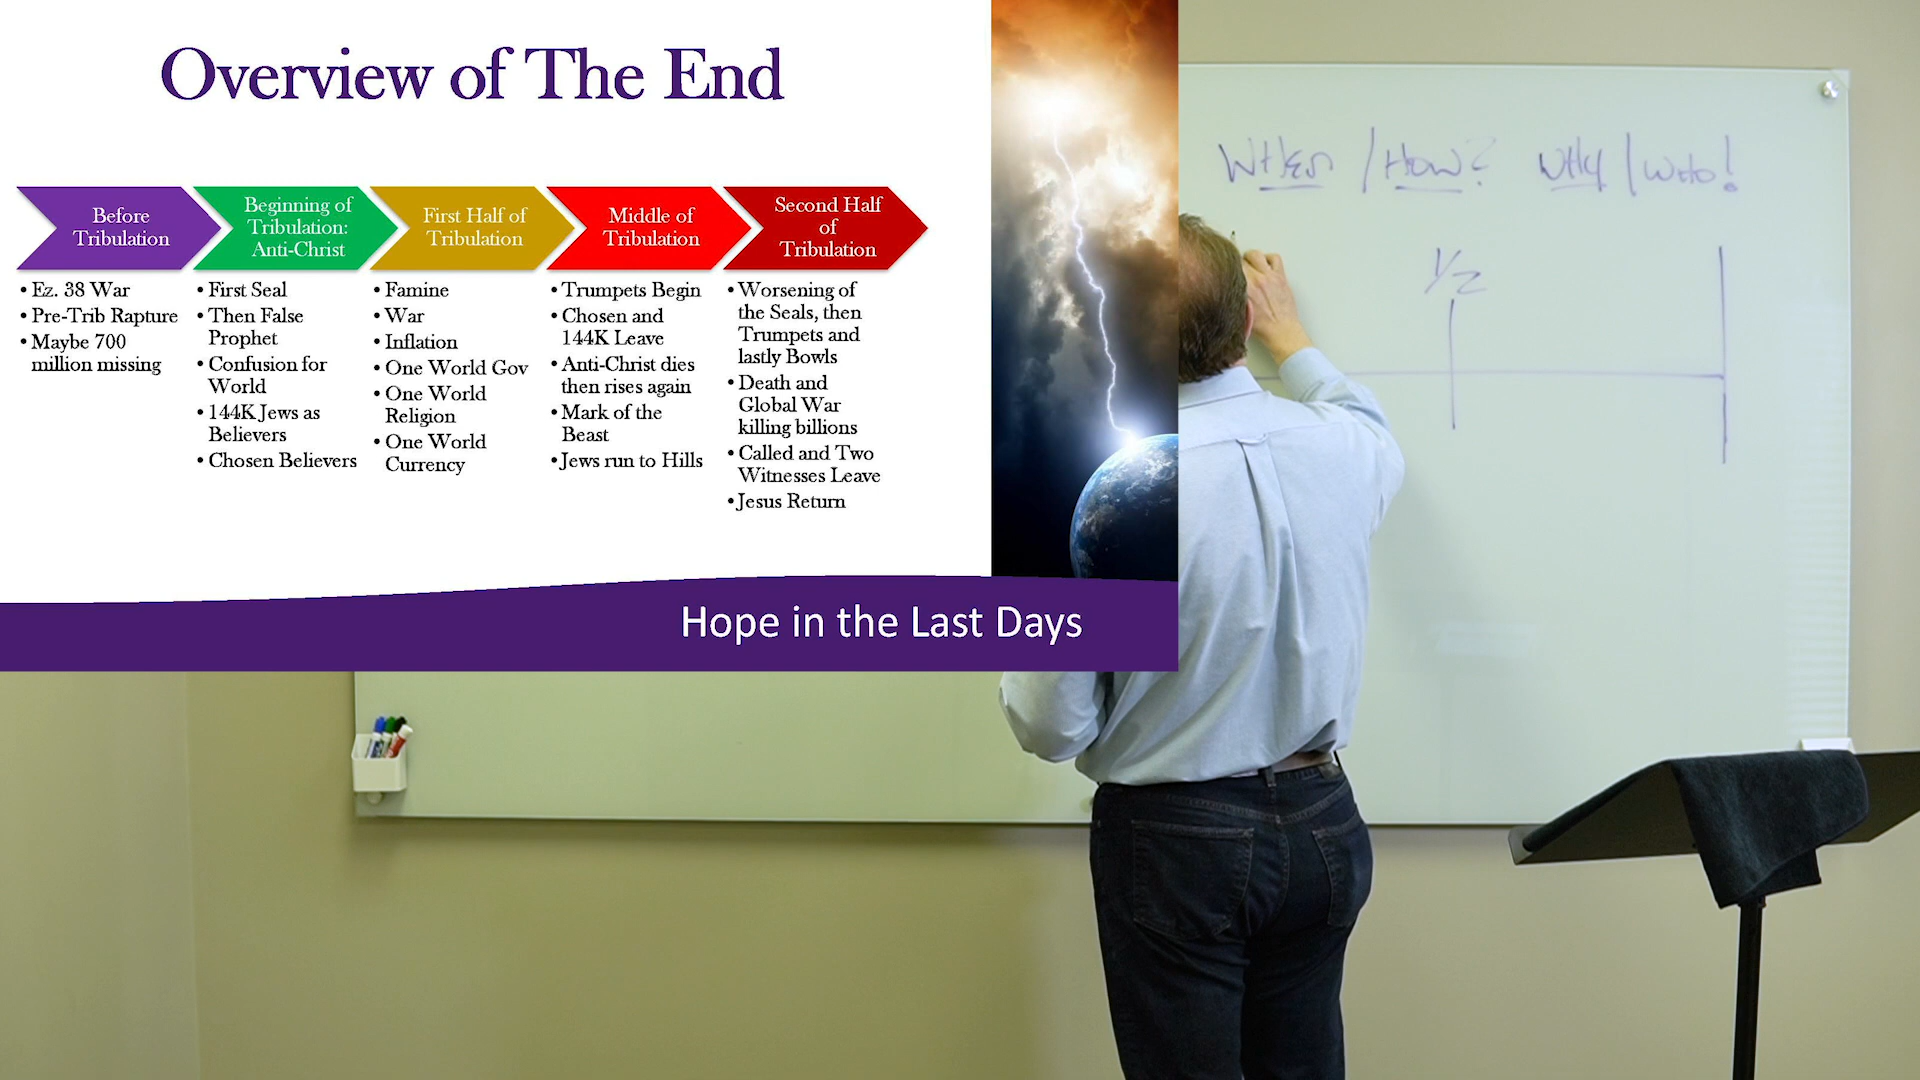 Overview of The End
Before
Tribulation
• Ez. 38 War
• Pre-Trib Rapture
• Maybe 700
million missing
Beginning of
Tribulation:
Anti-Christ
• First Seal
• Then False
Prophet
• Confusion for
World
• 144K Jews as
Believers
• Chosen Believers
First Half of
Tribulation
• Famine
• War
• Inflation
• One World Gov
• One World
Religion
• One World
Currency
Middle of
Tribulation
• Trumpets Begin
• Chosen and
144K Leave
• Anti-Christ dies
then rises again
• Mark of the
Beast
• Jews run to Hills
Second Half
of
Tribulation
• Worsening of
the Seals, then
Trumpets and
lastly Bowls
• Death and
Global War
killing billions
• Called and Two
Witnesses Leave
• Jesus Return
Hope in the Last Days
WHEN / HOW? WHY / WHO!
1/2